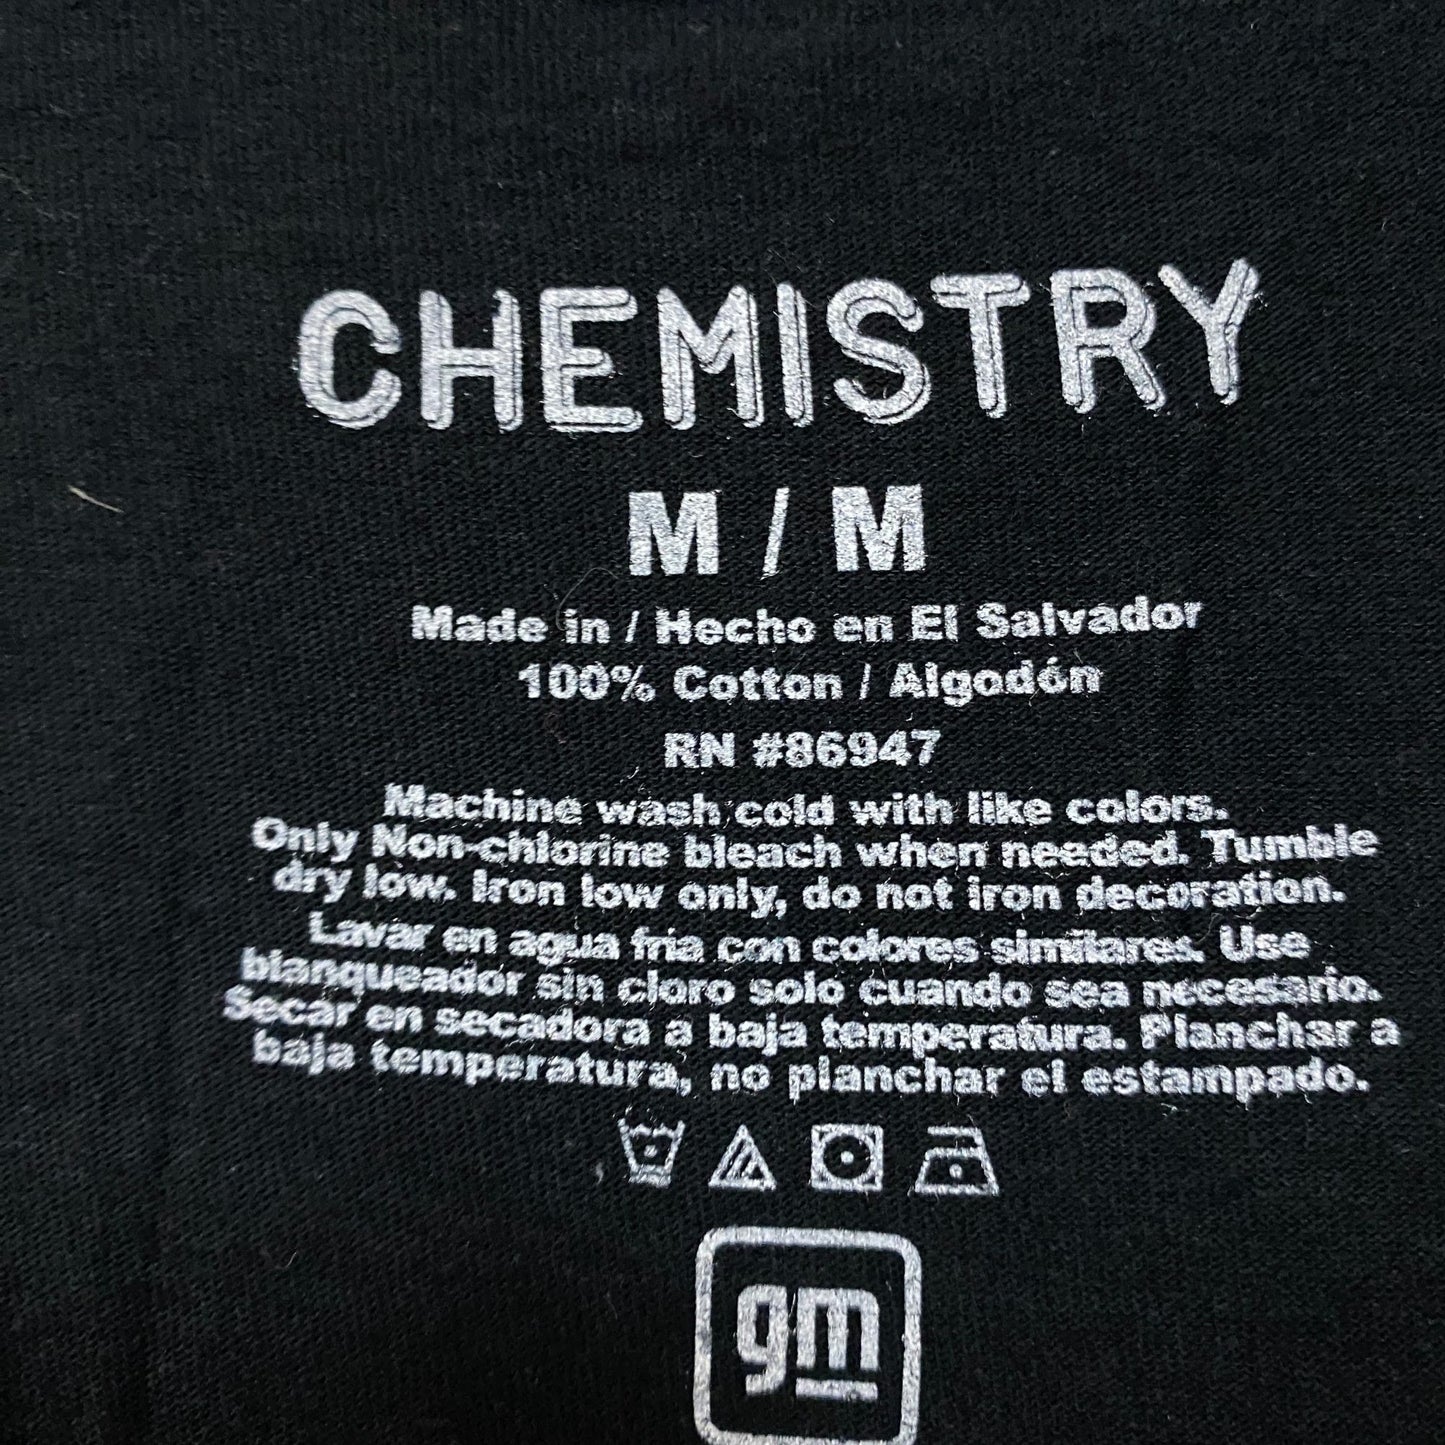 CHEMISTRY
M / M
Made in / Hecho en El Salvador
100% Cotton / Algodón
RN #86947
Machine wash cold with like colors.
Only Non-chlorine bleach when needed. Tumble
dry low. Iron low only, do not iron decoration.
Lavar en agua fria con colores similares. Use
blanqueador sin cloro solo cuando sea necesario.
Secar en secadora a baja temperatura. Planchar a
baja temperatura, no planchar el estampado.
gm